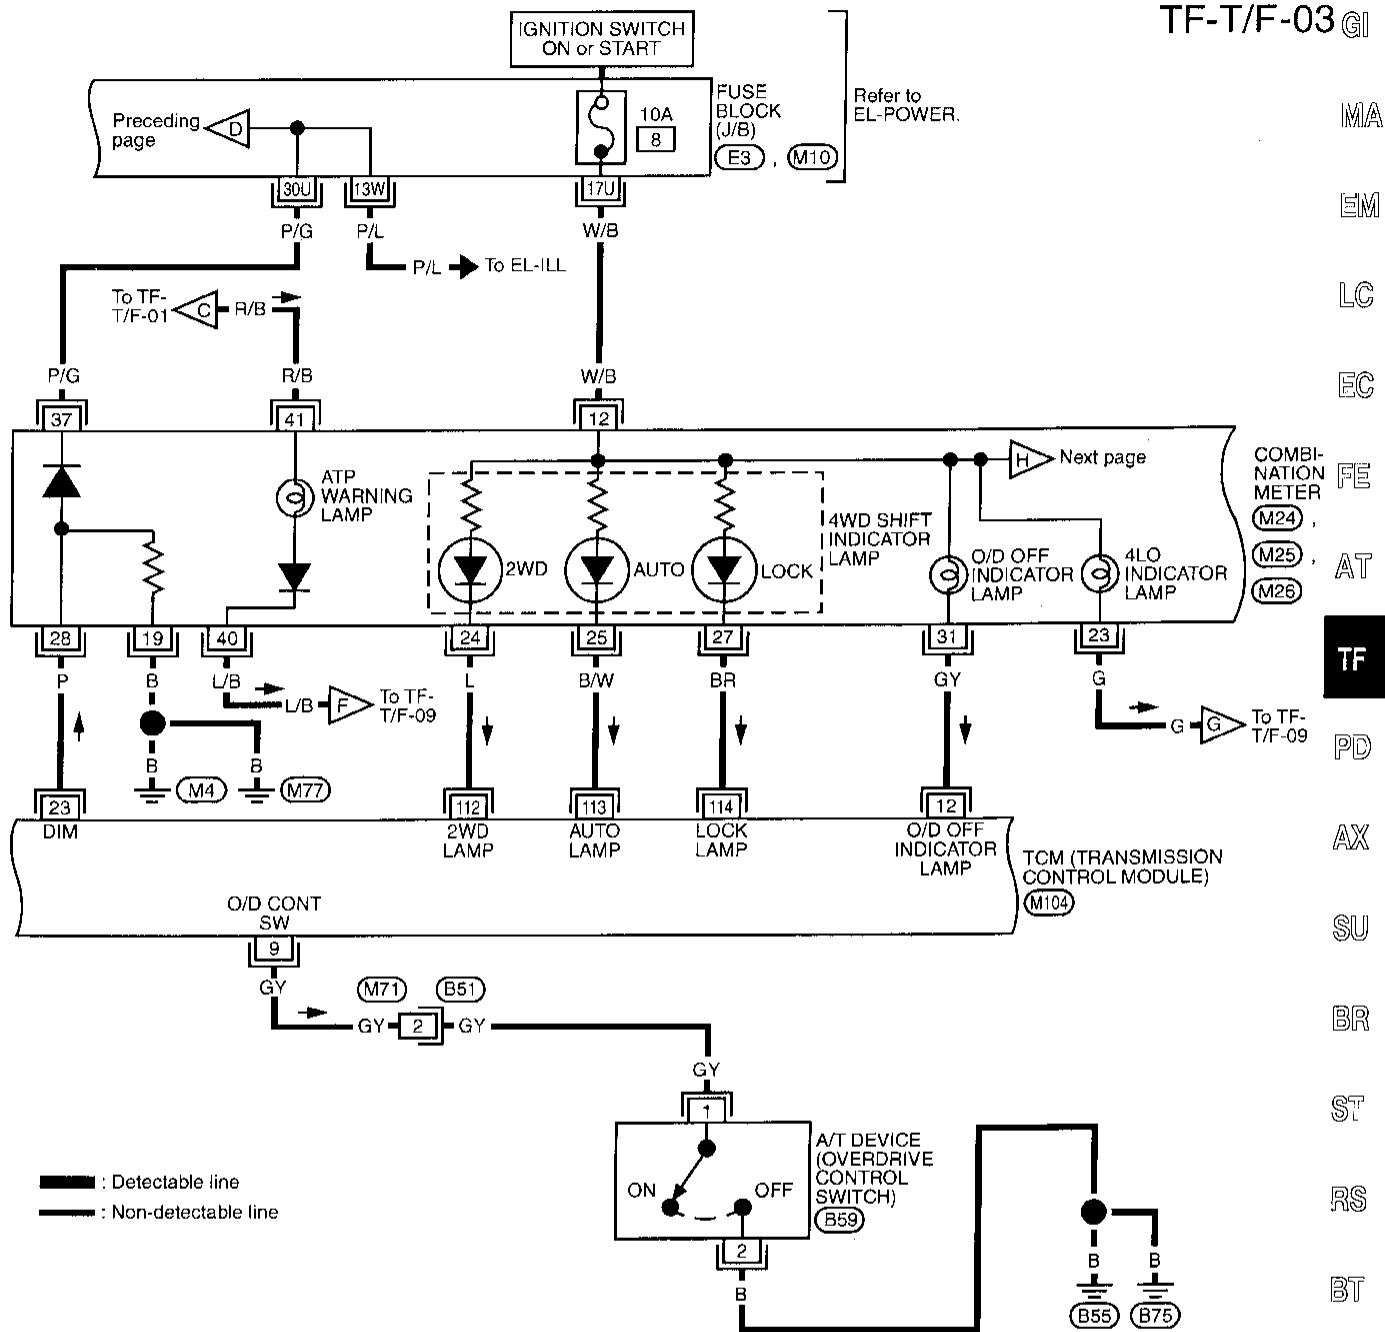 TF-T/F-03
GI
IGNITION SWITCH
ON or START
Preceding
page
D
10A
8
FUSE
BLOCK
(J/B)
E3 , M10
Refer to
EL-POWER.
MA
30U
13W
17U
P/G
P/L
W/B
EM
P/L
To EL-ILL
To TF-
T/F-01
C
R/B
LC
P/G
R/B
W/B
EC
37
41
12
H
Next page
ATP
WARNING
LAMP
4WD SHIFT
INDICATOR
LAMP
COMBI-
NATION
METER
M24 ,
M25 ,
M26
FE
2WD
AUTO
LOCK
O/D OFF
INDICATOR
LAMP
4LO
INDICATOR
LAMP
AT
28
19
40
24
25
27
31
23
TF
P
B
L/B
L
B/W
BR
GY
G
L/B
F
To TF-
T/F-09
G
G
To TF-
T/F-09
PD
B
B
M4
M77
23
112
113
114
12
DIM
2WD
LAMP
AUTO
LAMP
LOCK
LAMP
O/D OFF
INDICATOR
LAMP
TCM (TRANSMISSION
CONTROL MODULE)
M104
AX
O/D CONT
SW
9
SU
GY
M71
B51
GY
2
GY
BR
GY
1
ST
A/T DEVICE
(OVERDRIVE
CONTROL
SWITCH)
B59
ON
OFF
: Detectable line
: Non-detectable line
RS
2
B
B
B
B55
B75
BT